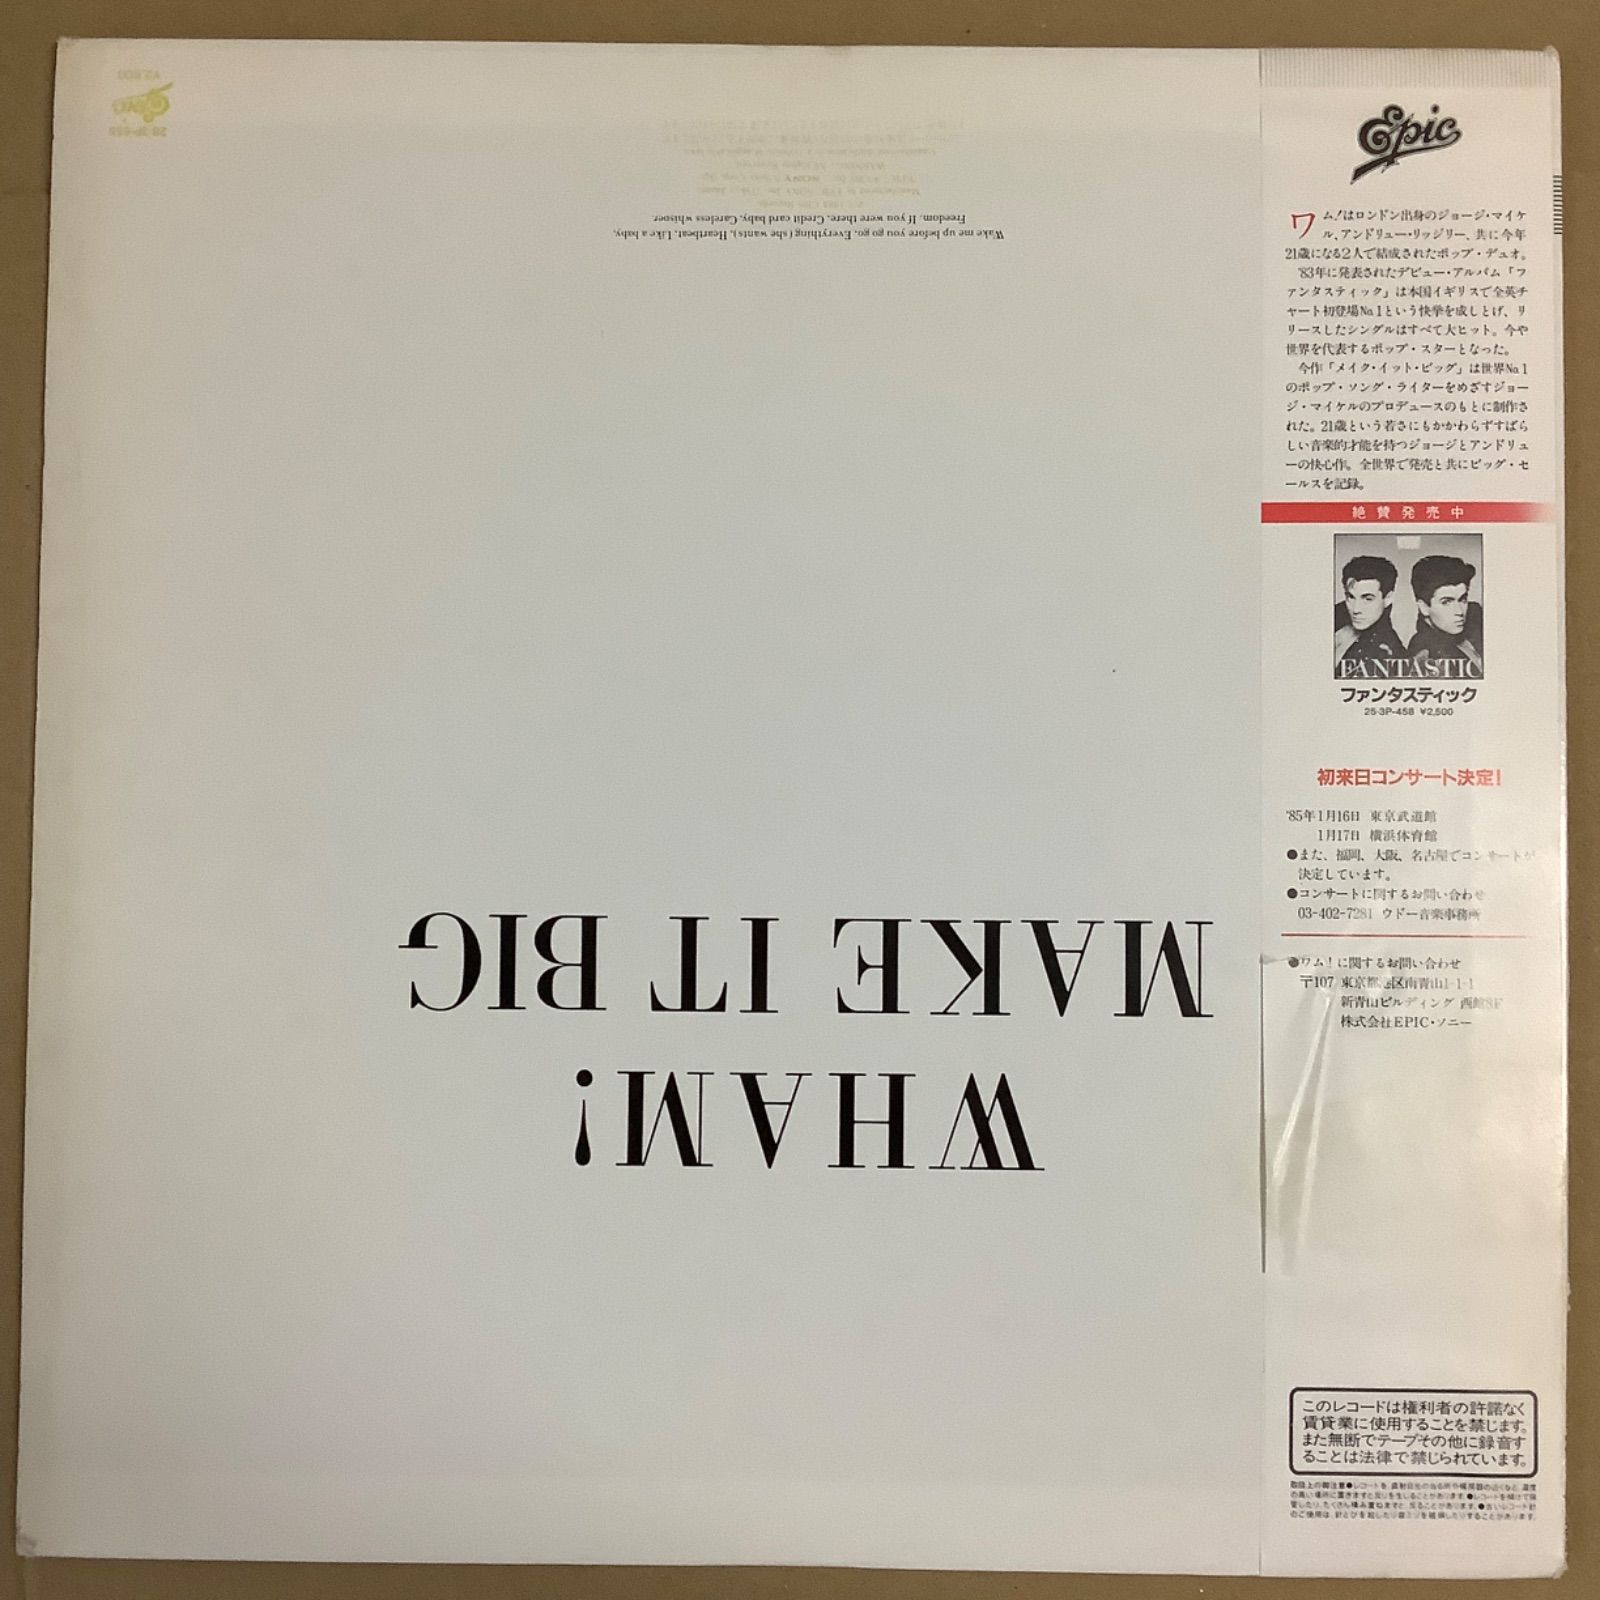 WHAM!
MAKE IT BIG
Wake me up before you go go. Everything (she wants). Heartbeat. Like a baby.
Freedom. If you were there. Credit card baby. Careless whisper.
¥2,800
Epic
ワム!はロンドン出身のジョージ・マイケ
ル、アンドリュー・リッジリー、共に今年
21歳になる2人で結成されたポップ・デュオ。
'83年に発表されたデビュー・アルバム「フ
ァンタスティック」は本国イギリスで全英チ
ャート初登場No.1という快挙を成しとげ、リ
リースしたシングルはすべて大ヒット。今や
世界を代表するポップ・スターとなった。
今作「メイク・イット・ビッグ」は世界No.1
のポップ・ソング・ライターをめざすジョー
ジ・マイケルのプロデュースのもとに制作さ
れた。21歳という若さにもかかわらずすばら
しい音楽的才能を持つジョージとアンドリュ
ーの快心作。全世界で発売と共にビッグ・セ
ールスを記録。
絶賛発売中
FANTASTIC
ファンタスティック
25·3P-458 ¥2,500
初来日コンサート決定!
'85年1月16日 東京武道館
1月17日 横浜体育館
●また、福岡、大阪、名古屋でコンサートが
決定しています。
●コンサートに関するお問い合わせ
03-402-7281 ウドー音楽事務所
●ワム!に関するお問い合わせ
〒107 東京都港区南青山1-1-1
新青山ビルディング 西館8F
株式会社EPIC・ソニー
このレコードは権利者の許諾なく
賃貸業に使用することを禁じます。
また無断でテープその他に録音す
ることは法律で禁じられています。